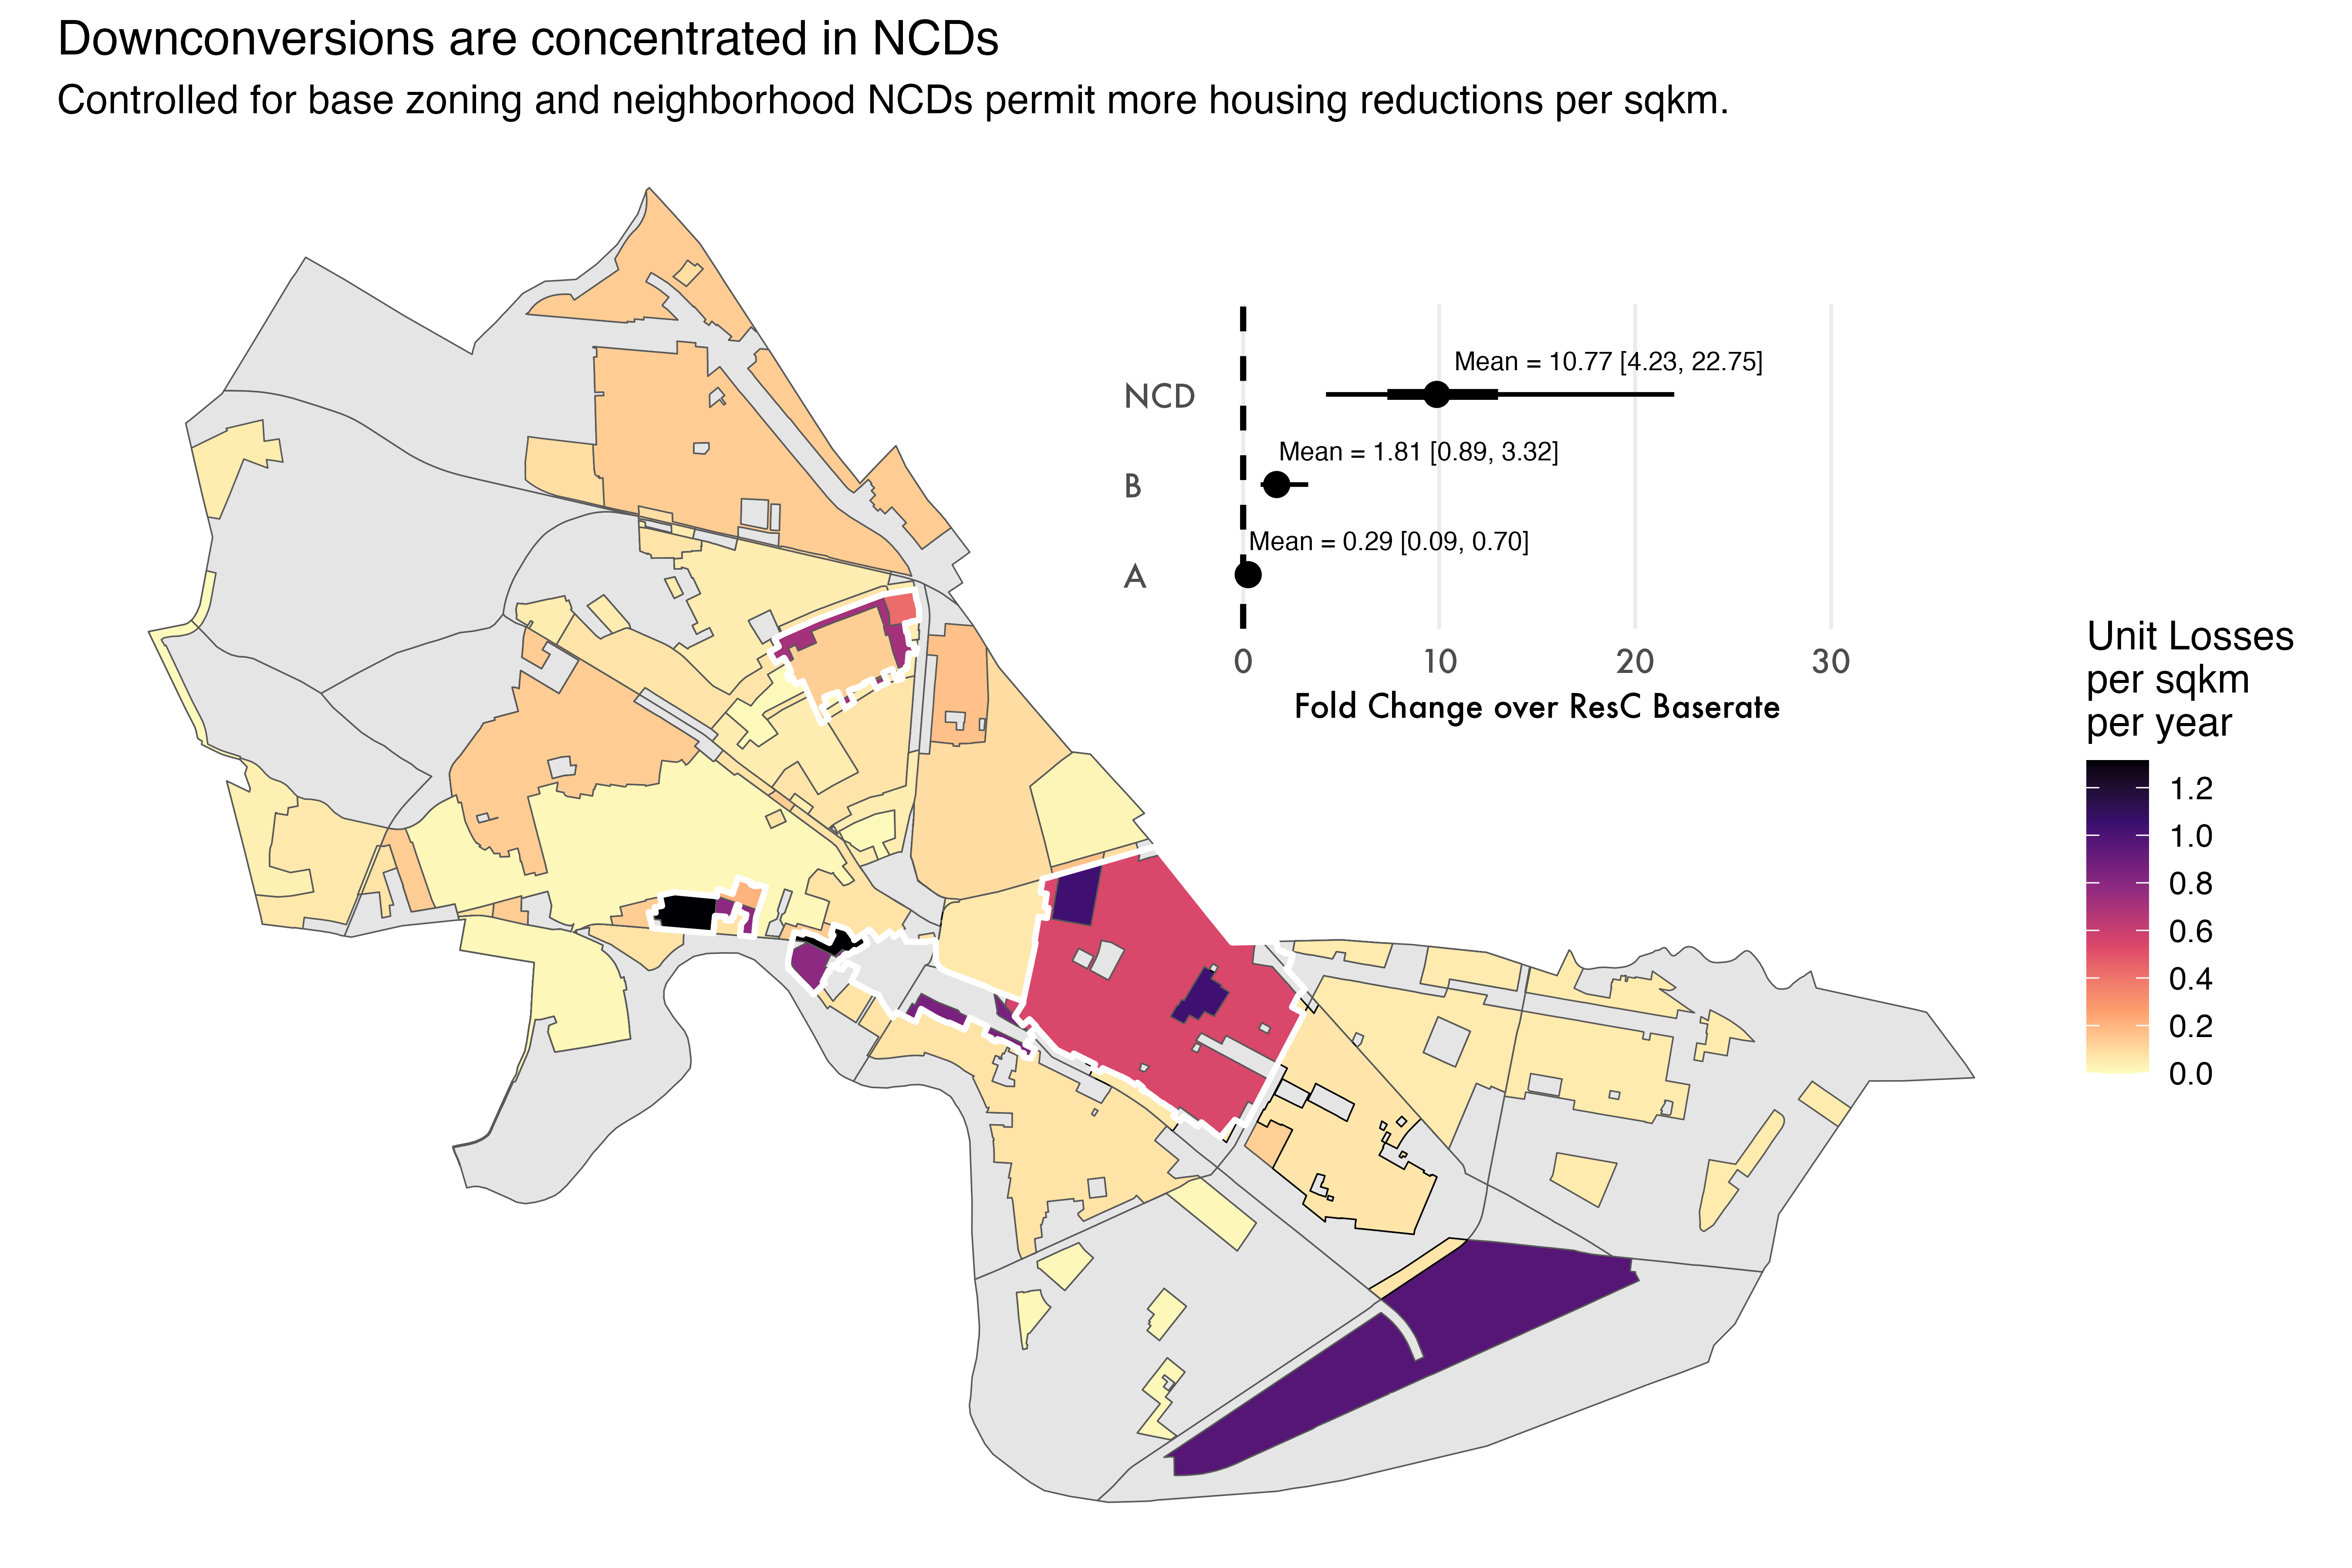 Downconversions are concentrated in NCDs
Controlled for base zoning and neighborhood NCDs permit more housing reductions per sqkm.
Mean = 10.77 [4.23, 22.75]
NCD
Mean = 1.81 [0.89, 3.32]
B
Mean = 0.29 [0.09, 0.70]
A
0 10 20 30
Fold Change over ResC Baserate
Unit Losses
per sqkm
per year
1.2
1.0
0.8
0.6
0.4
0.2
0.0